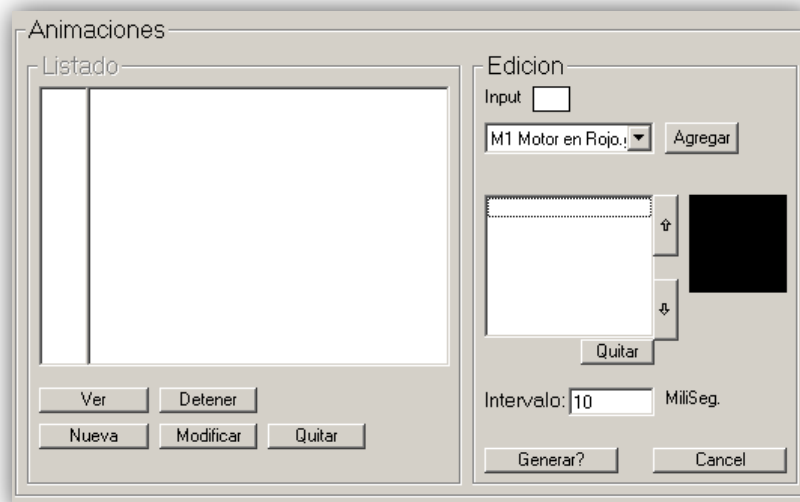 Animaciones
Listado
Ver
Detener
Nueva
Modificar
Quitar
Edicion
Input
M1 Motor en Rojo.
Agregar
Quitar
Intervalo: 10 MiliSeg.
Generar?
Cancel